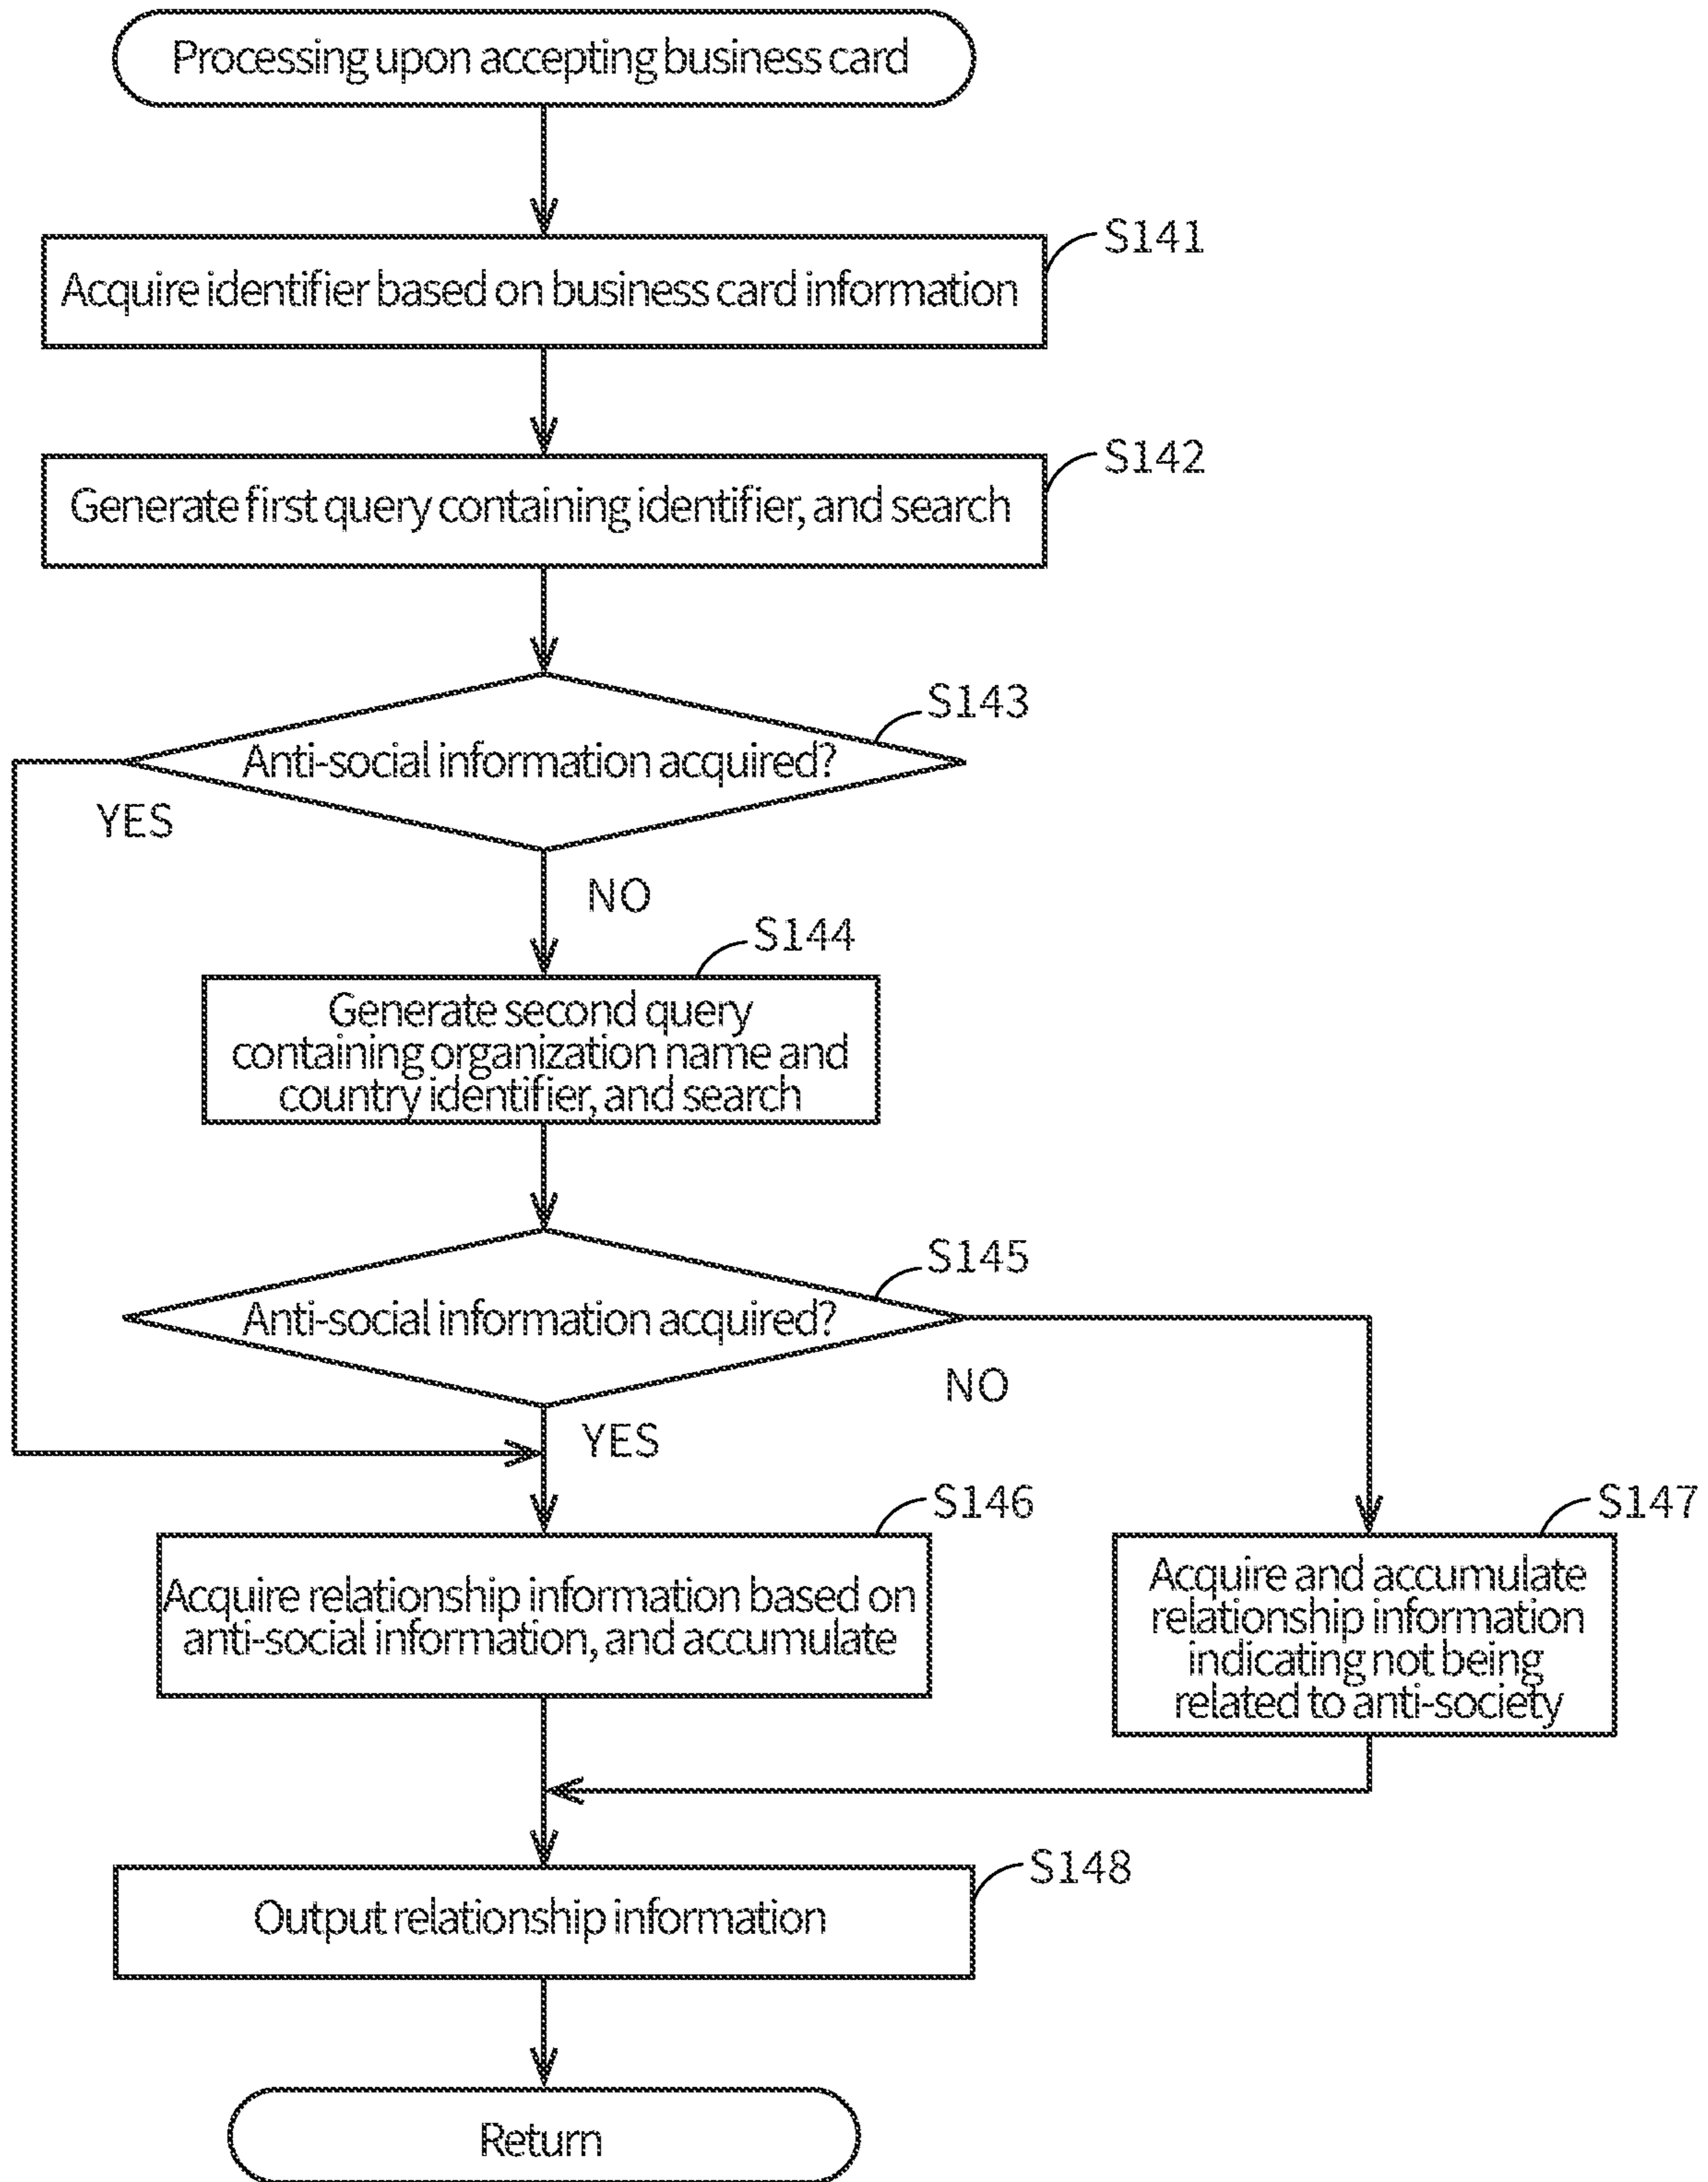 Processing upon accepting business card
S141
Acquire identifier based on business card information
S142
Generate first query containing identifier, and search
S143
Anti-social information acquired?
YES
NO
S144
Generate second query
containing organization name and
country identifier, and search
S145
Anti-social information acquired?
NO
YES
S146
Acquire relationship information based on
anti-social information, and accumulate
S147
Acquire and accumulate
relationship information
indicating not being
related to anti-society
S148
Output relationship information
Return